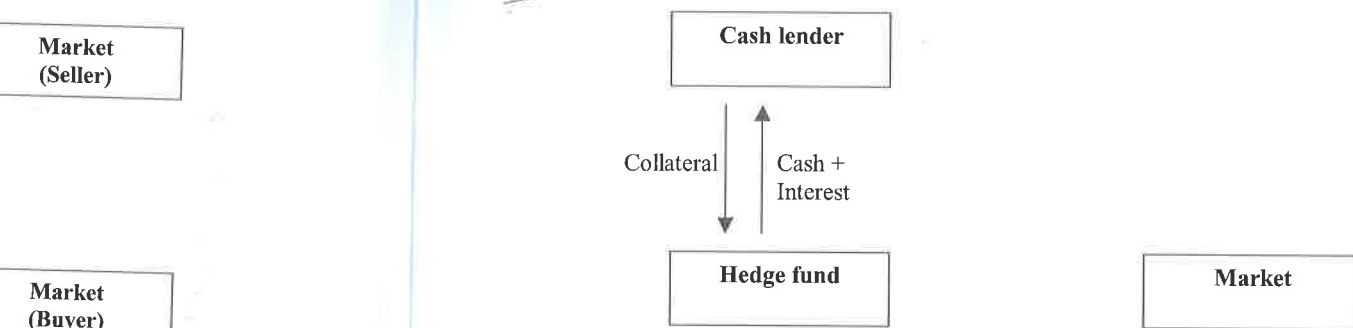 Market
(Seller)
Market
(Buyer)
Cash lender
Collateral
Cash +
Interest
Hedge fund
Market